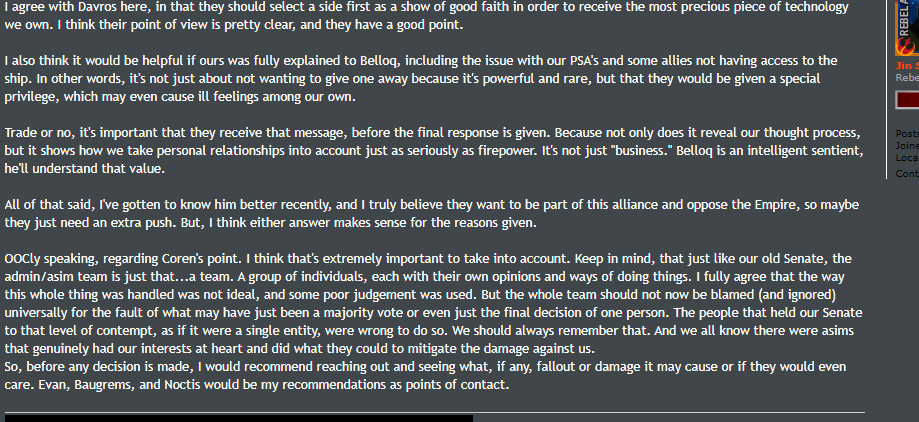 I agree with Davros here, in that they should select a side first as a show of good faith in order to receive the most precious piece of technology
we own. I think their point of view is pretty clear, and they have a good point.
I also think it would be helpful if ours was fully explained to Belloq, including the issue with our PSA's and some allies not having access to the
ship. In other words, it's not just about not wanting to give one away because it's powerful and rare, but that they would be given a special
privilege, which may even cause ill feelings among our own.
Trade or no, it's important that they receive that message, before the final response is given. Because not only does it reveal our thought process,
but it shows how we take personal relationships into account just as seriously as firepower. It's not just "business." Belloq is an intelligent sentient,
he'll understand that value.
All of that said, I've gotten to know him better recently, and I truly believe they want to be part of this alliance and oppose the Empire, so maybe
they just need an extra push. But, I think either answer makes sense for the reasons given.
OOCly speaking, regarding Coren's point. I think that's extremely important to take into account. Keep in mind, that just like our old Senate, the
admin/asim team is just that...a team. A group of individuals, each with their own opinions and ways of doing things. I fully agree that the way
this whole thing was handled was not ideal, and some poor judgement was used. But the whole team should not now be blamed (and ignored)
universally for the fault of what may have just been a majority vote or even just the final decision of one person. The people that held our Senate
to that level of contempt, as if it were a single entity, were wrong to do so. We should always remember that. And we all know there were asims
that genuinely had our interests at heart and did what they could to mitigate the damage against us.
So, before any decision is made, I would recommend reaching out and seeing what, if any, fallout or damage it may cause or if they would even
care. Evan, Baugrems, and Noctis would be my recommendations as points of contact.
REBEL
Jin S
Rebe
Posts
Joine
Loca
Cont